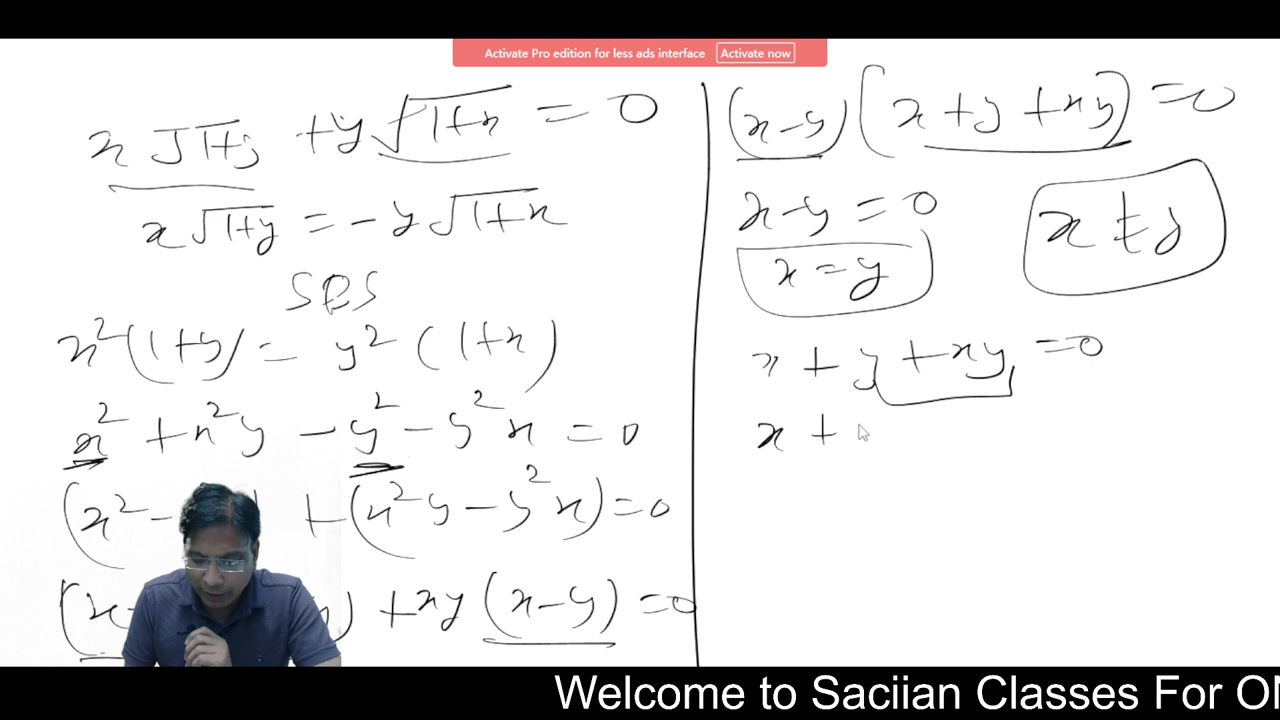 Activate Pro edition for less ads interface Activate now
x√1+y + y√1+x = 0
x√1+y = -y√1+x
SBS
x²(1+y) = y²(1+x)
x² + x²y - y² - y²x = 0
(x² - ) + (x²y - y²x) = 0
(x ) + xy (x-y) = 0
(x-y) (x+y+xy) = 0
x-y = 0
x ≠ y
x = y
x + y + xy = 0
x +
Welcome to Saciian Classes For